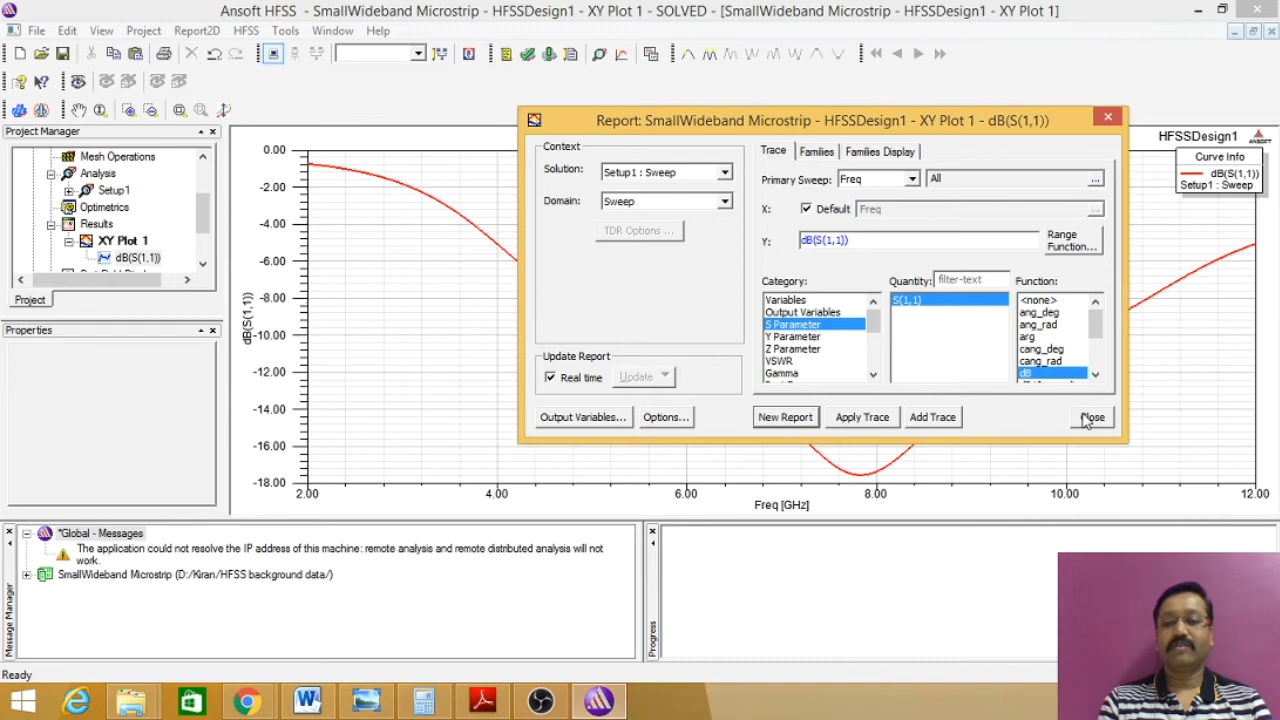 Ansoft HFSS - SmallWideband Microstrip - HFSSDesign1 - XY Plot 1 - SOLVED - [SmallWideband Microstrip - HFSSDesign1 - XY Plot 1]
File Edit View Project Report2D HFSS Tools Window Help
Project Manager
Mesh Operations
Analysis
Setup1
Optimetrics
Results
XY Plot 1
dB(S(1,1))
Project
Properties
HFSSDesign1
ANSOFT
Curve Info
dB(S(1,1))
Setup1 : Sweep
0.00
-2.00
-4.00
-6.00
-8.00
-10.00
-12.00
-14.00
-16.00
-18.00
dB(S(1,1))
2.00 4.00 6.00 8.00 10.00 12.00
Freq [GHz]
Report: SmallWideband Microstrip - HFSSDesign1 - XY Plot 1 - dB(S(1,1))
Context
Solution: Setup1 : Sweep
Domain: Sweep
TDR Options ...
Update Report
Real time Update
Output Variables... Options...
Trace Families Families Display
Primary Sweep: Freq All ...
X: Default Freq ...
Y: dB(S(1,1)) Range Function...
Category: Quantity: filter-text Function:
Variables
Output Variables
S Parameter
Y Parameter
Z Parameter
VSWR
Gamma
S(1,1)
<none>
ang_deg
ang_rad
arg
cang_deg
cang_rad
dB
New Report Apply Trace Add Trace Close
Message Manager
*Global - Messages
The application could not resolve the IP address of this machine: remote analysis and remote distributed analysis will not
work.
SmallWideband Microstrip (D:/Kiran/HFSS background data/)
Progress
Ready